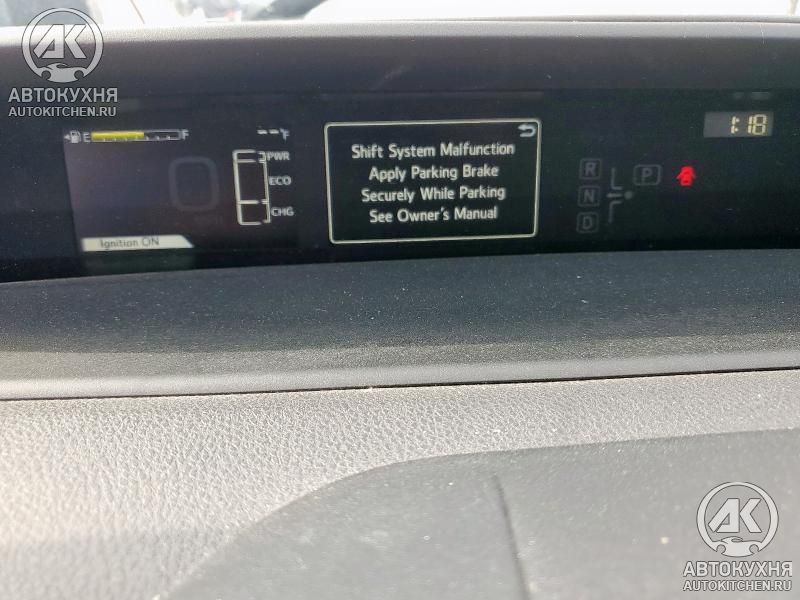 АК
АВТОКУХНЯ
AUTOKITCHEN.RU
E F
--°F
PWR
ECO
CHG
Ignition ON
Shift System Malfunction
Apply Parking Brake
Securely While Parking
See Owner's Manual
R
N
D
P
1:18
АК
АВТОКУХНЯ
AUTOKITCHEN.RU